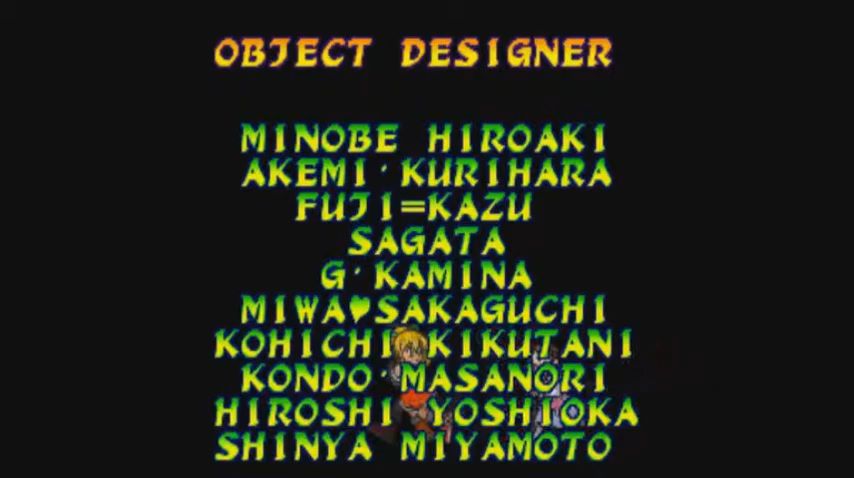 OBJECT DESIGNER
MINOBE HIROAKI
AKEMI·KURIHARA
FUJI=KAZU
SAGATA
G·KAMINA
MIWA♥SAKAGUCHI
KOHICHI KIKUTANI
KONDO·MASANORI
HIROSHI YOSHIOKA
SHINYA MIYAMOTO